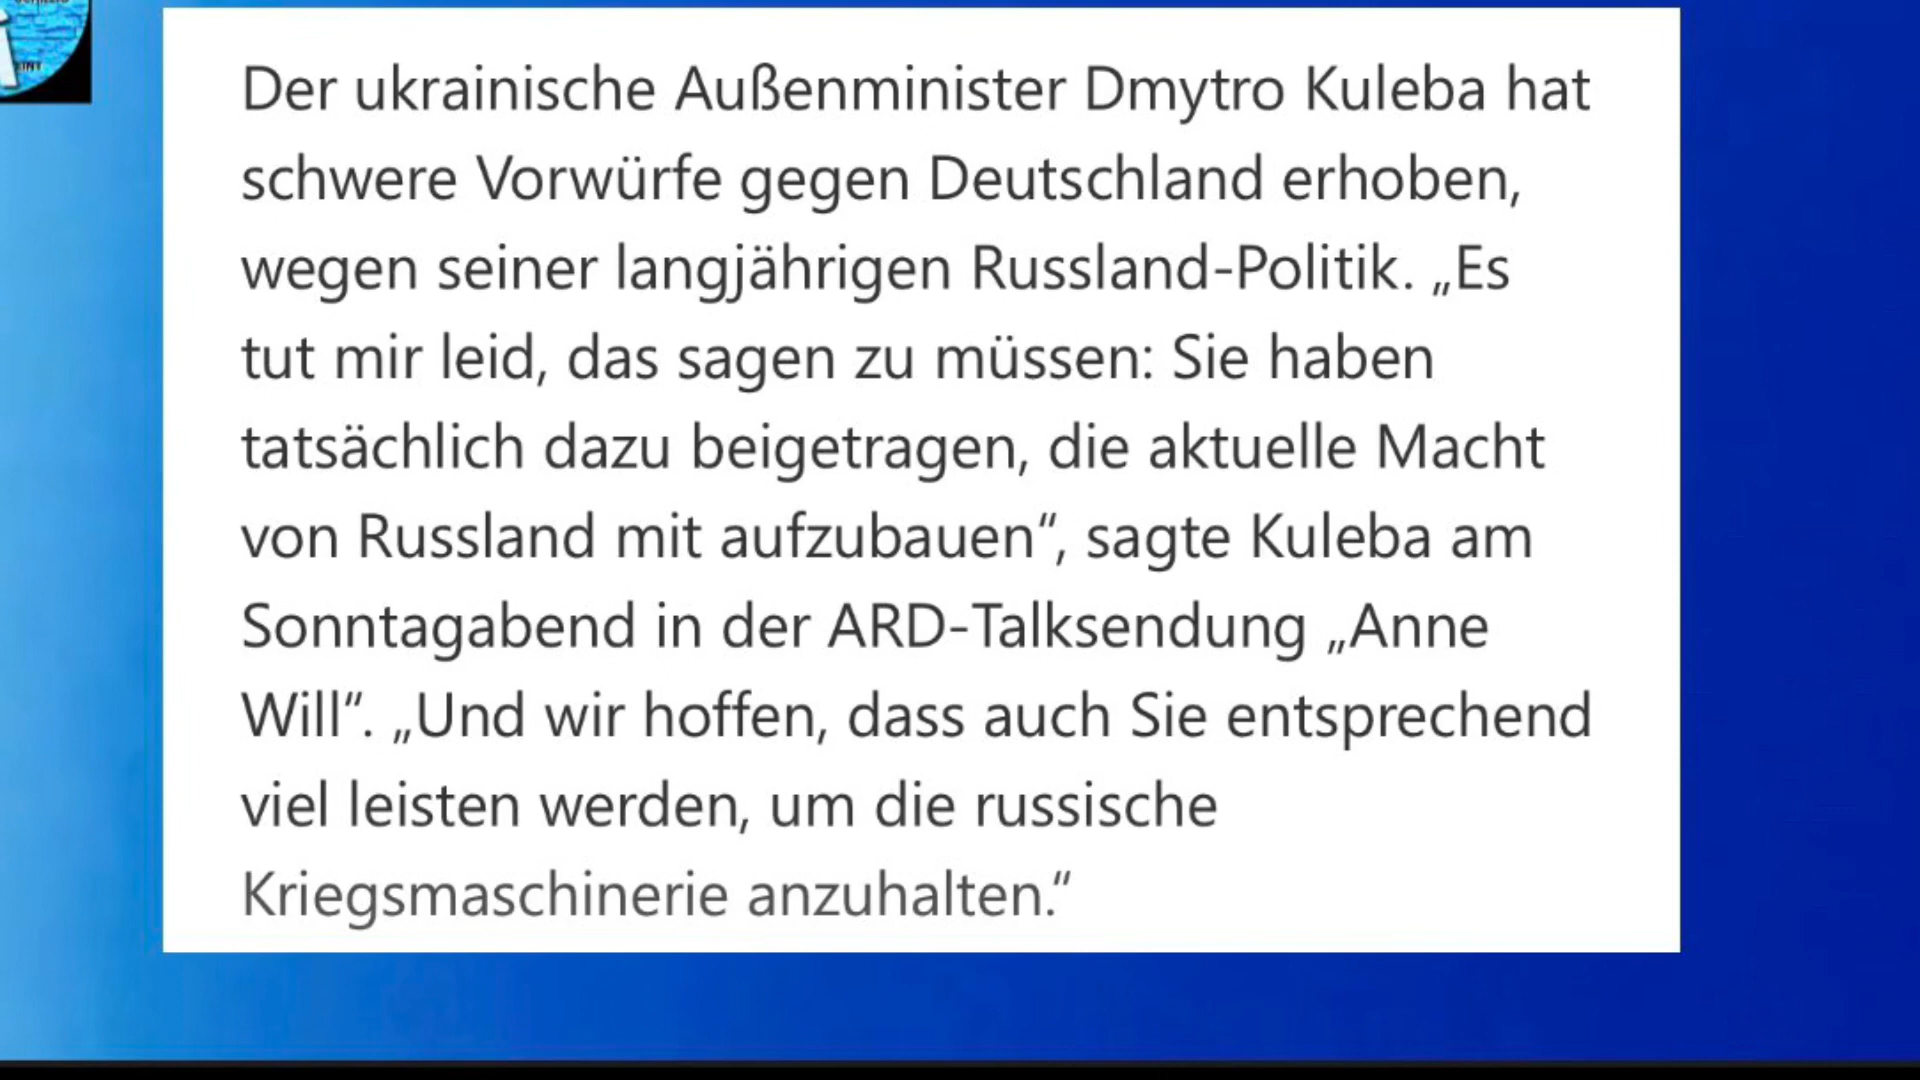 Der ukrainische Außenminister Dmytro Kuleba hat
schwere Vorwürfe gegen Deutschland erhoben,
wegen seiner langjährigen Russland-Politik. „Es
tut mir leid, das sagen zu müssen: Sie haben
tatsächlich dazu beigetragen, die aktuelle Macht
von Russland mit aufzubauen“, sagte Kuleba am
Sonntagabend in der ARD-Talksendung „Anne
Will“. „Und wir hoffen, dass auch Sie entsprechend
viel leisten werden, um die russische
Kriegsmaschinerie anzuhalten.“